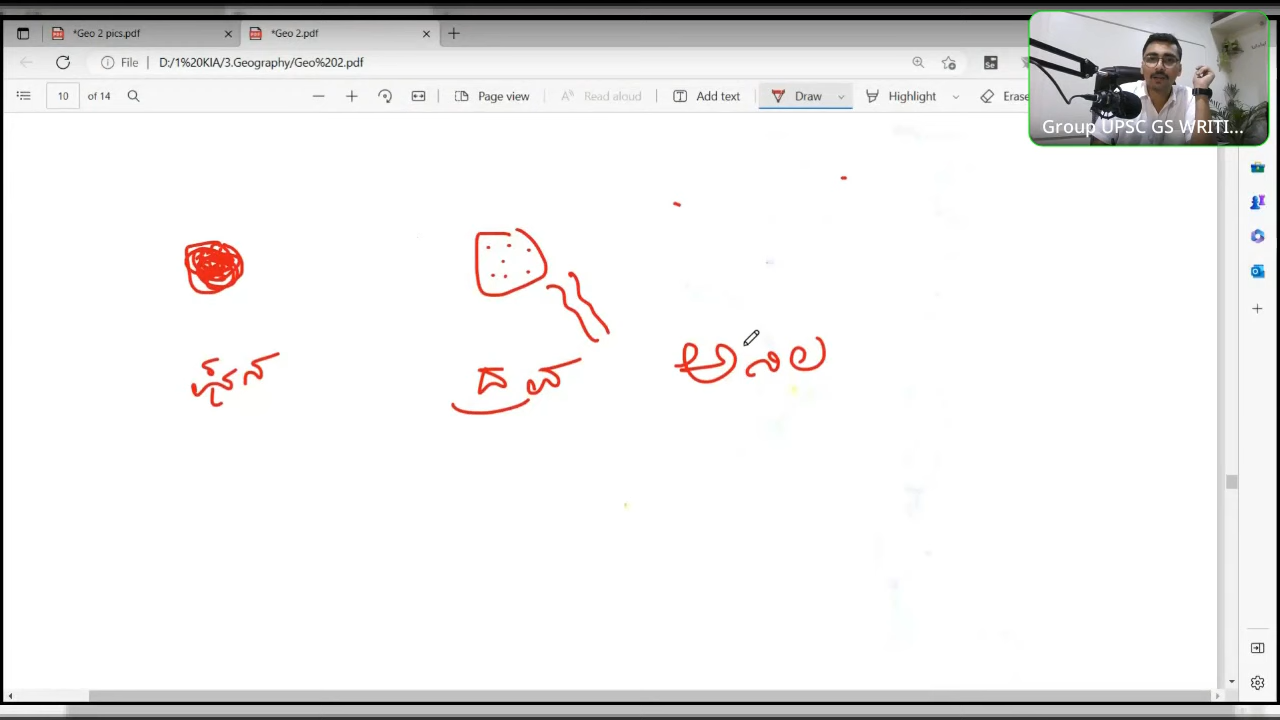 *Geo 2 pics.pdf
*Geo 2.pdf
File D:/1%20KIA/3.Geography/Geo%202.pdf
10 of 14 Page view Read aloud Add text Draw Highlight Erase
Group UPSC GS WRITI...
ಘನ ದ್ರವ ಅನಿಲ